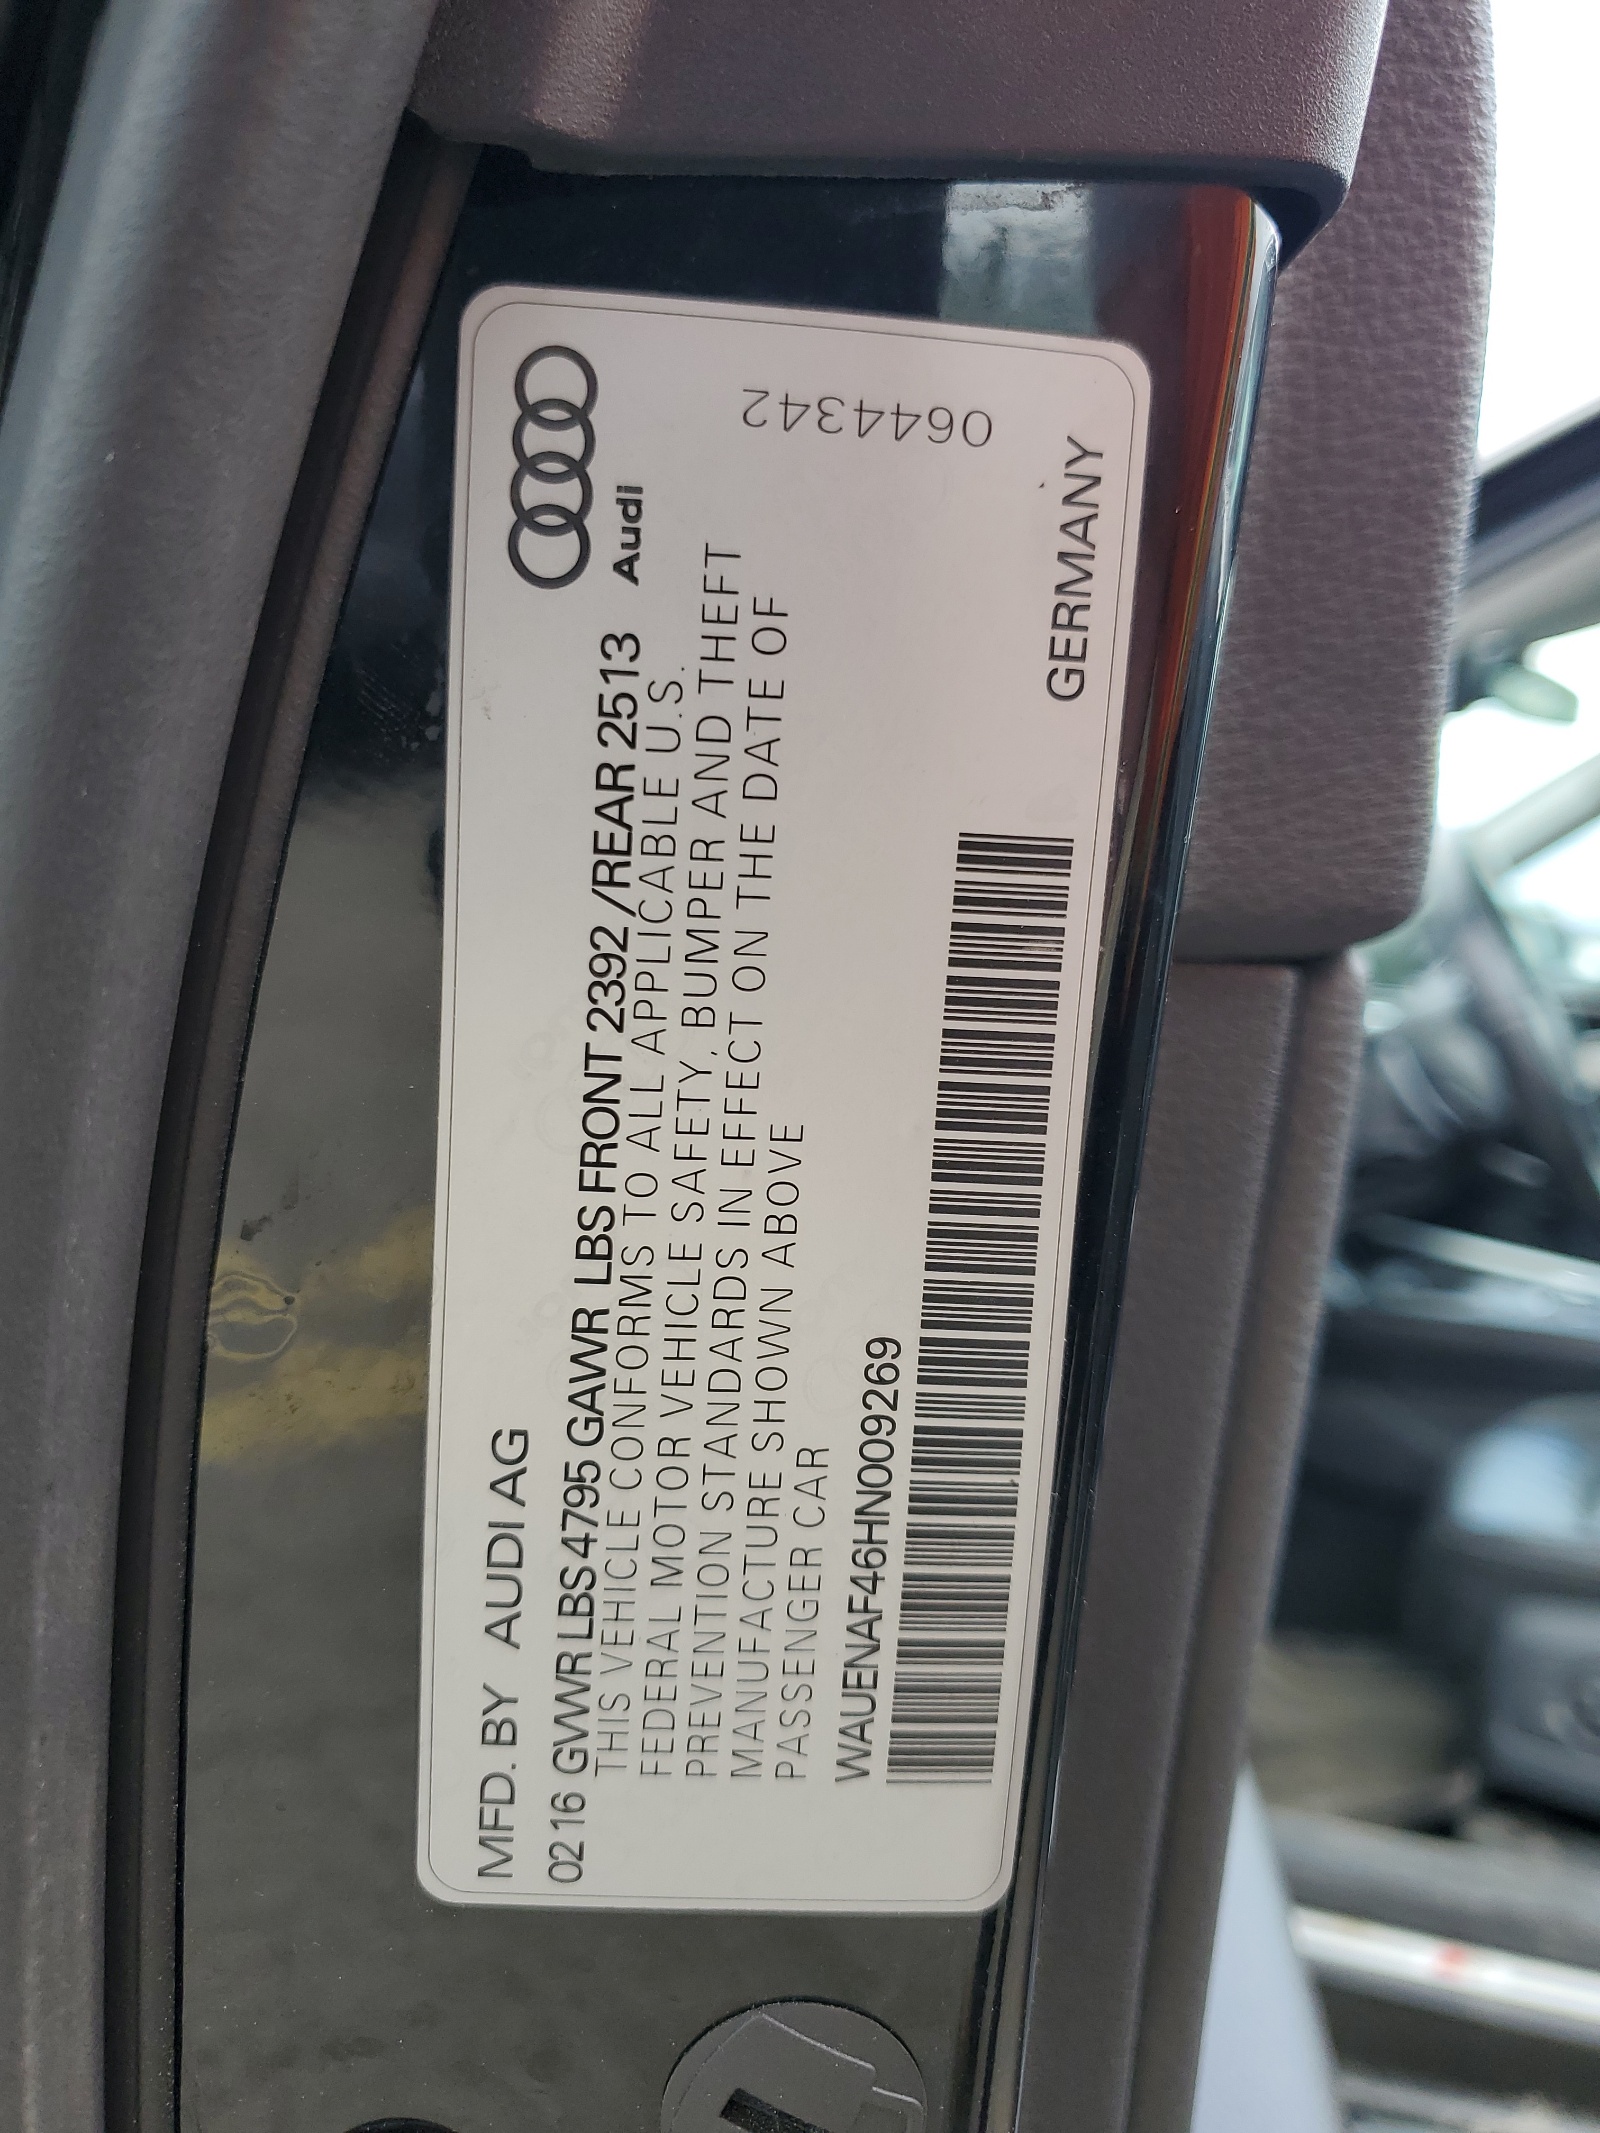 MFD. BY AUDI AG
Audi
02 16 GVWR LBS 4795 GAWR LBS FRONT 2392 /REAR 2513
THIS VEHICLE CONFORMS TO ALL APPLICABLE U.S.
FEDERAL MOTOR VEHICLE SAFETY, BUMPER AND THEFT
PREVENTION STANDARDS IN EFFECT ON THE DATE OF
MANUFACTURE SHOWN ABOVE
PASSENGER CAR
WAUENAF46HN009269
0644342
GERMANY